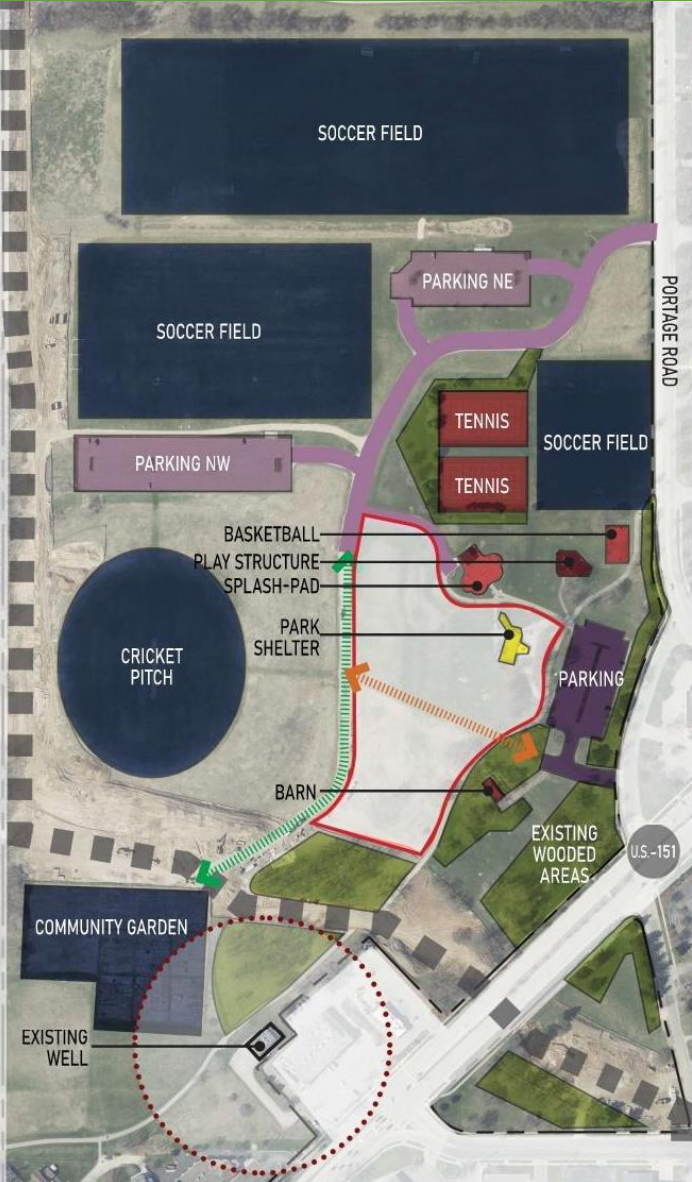 SOCCER FIELD
PARKING NE
PORTAGE ROAD
SOCCER FIELD
TENNIS
SOCCER FIELD
PARKING NW
TENNIS
BASKETBALL
PLAY STRUCTURE
SPLASH-PAD
PARK
SHELTER
CRICKET
PITCH
PARKING
BARN
EXISTING
WOODED
AREAS
U.S.-151
COMMUNITY GARDEN
EXISTING
WELL